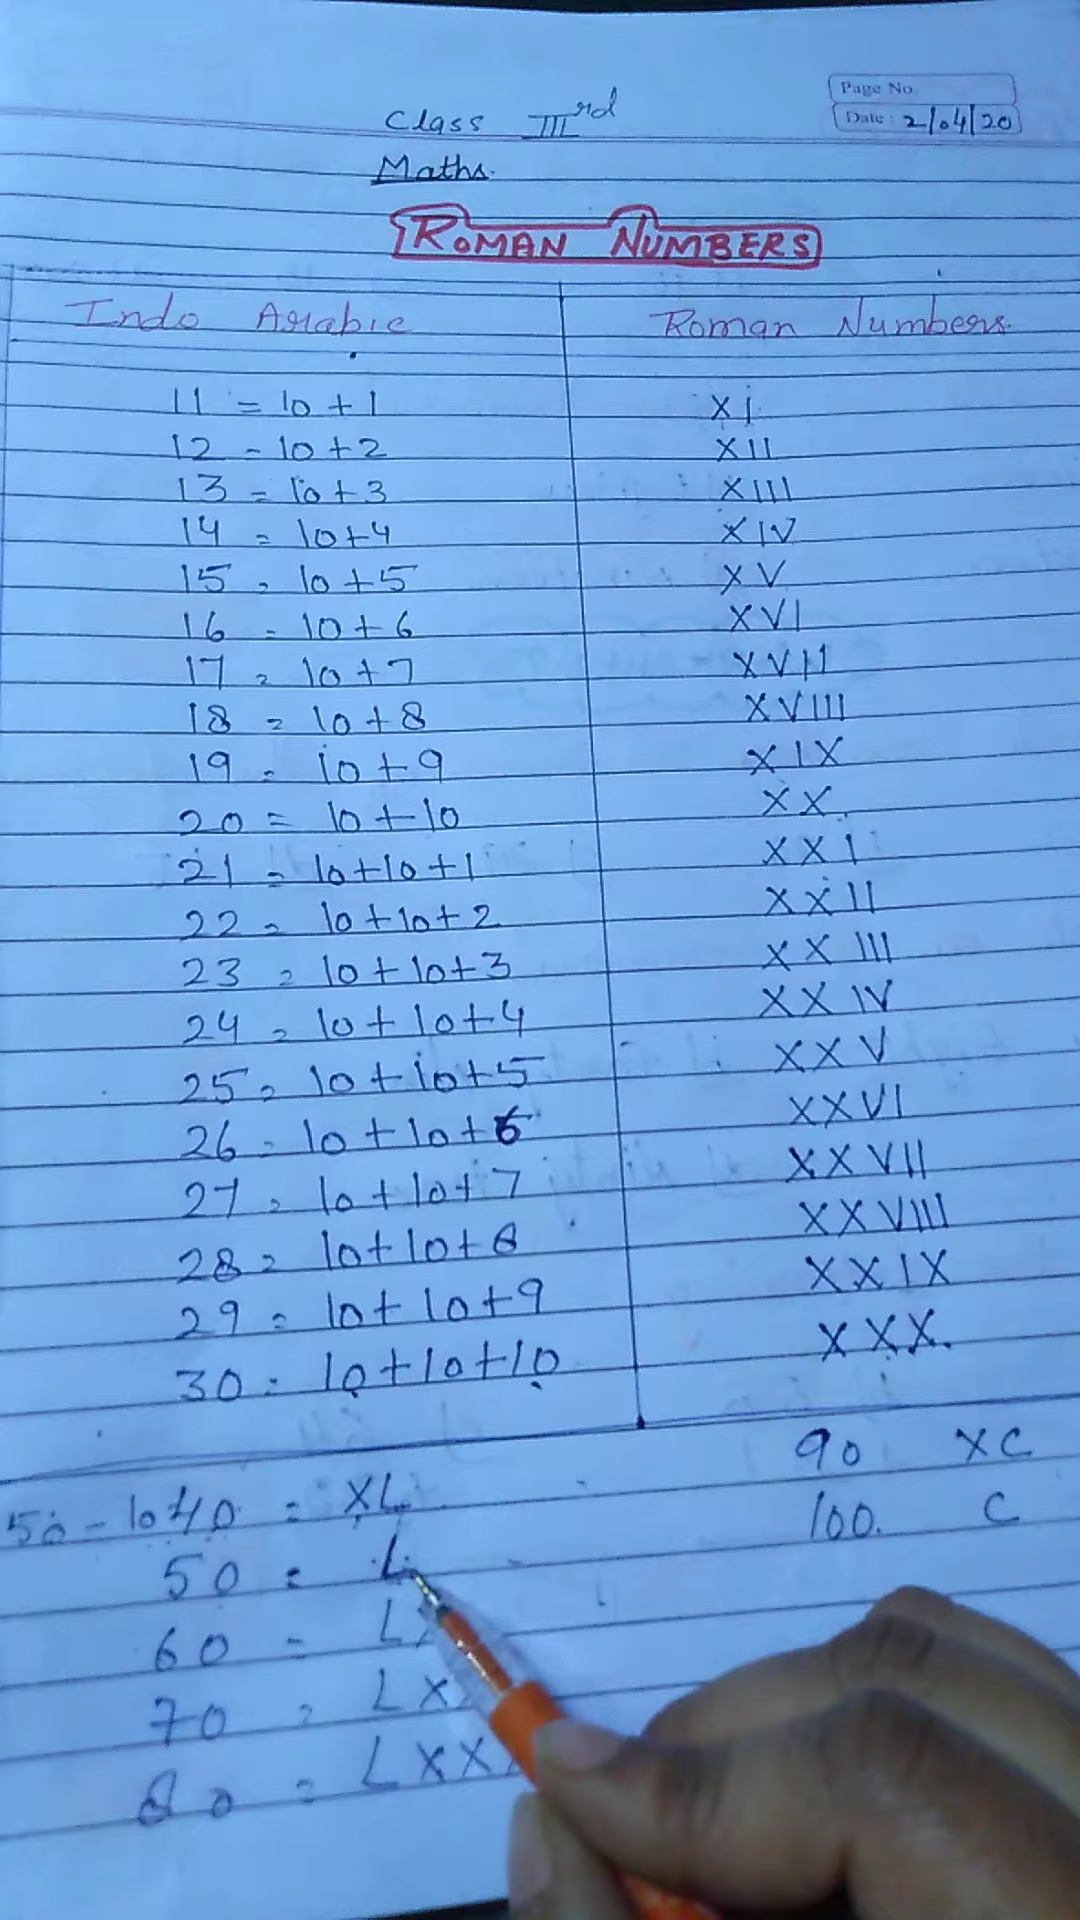 Page No.
Date : 2/04/20
Class IIIrd
Maths.
ROMAN NUMBERS
Indo Arabic Roman Numbers.
11 = 10+1 XI
12 = 10+2 XII
13 = 10+3 XIII
14 = 10+4 XIV
15 = 10+5 XV
16 = 10+6 XVI
17 = 10+7 XVII
18 = 10+8 XVIII
19 = 10+9 XIX
20 = 10+10 XX
21 = 10+10+1 XXI
22 = 10+10+2 XXII
23 = 10+10+3 XXIII
24 = 10+10+4 XXIV
25 = 10+10+5 XXV
26 = 10+10+6 XXVI
27 = 10+10+7 XXVII
28 = 10+10+8 XXVIII
29 = 10+10+9 XXIX
30 = 10+10+10 XXX.
50-10 40 = XL
50 = L
60 =
70 =
80 =
90 XC
100. C